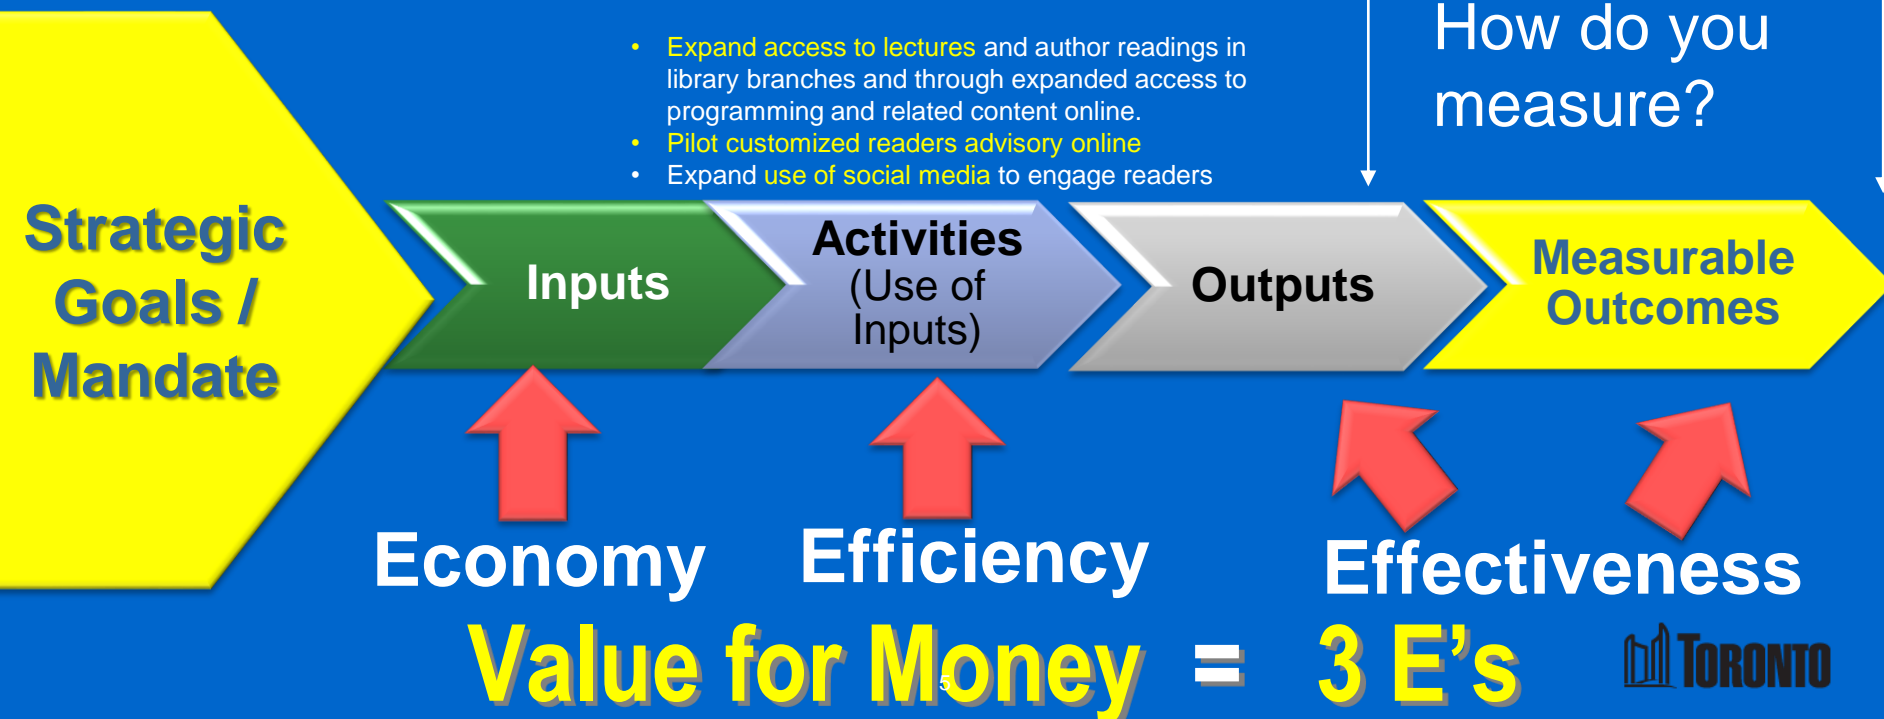 How do you
measure?
• Expand access to lectures and author readings in
library branches and through expanded access to
programming and related content online.
• Pilot customized readers advisory online
• Expand use of social media to engage readers
Strategic
Goals /
Mandate
Inputs
Activities
(Use of
Inputs)
Outputs
Measurable
Outcomes
Economy
Efficiency
Effectiveness
Value for Money = 3 E's
5
TORONTO